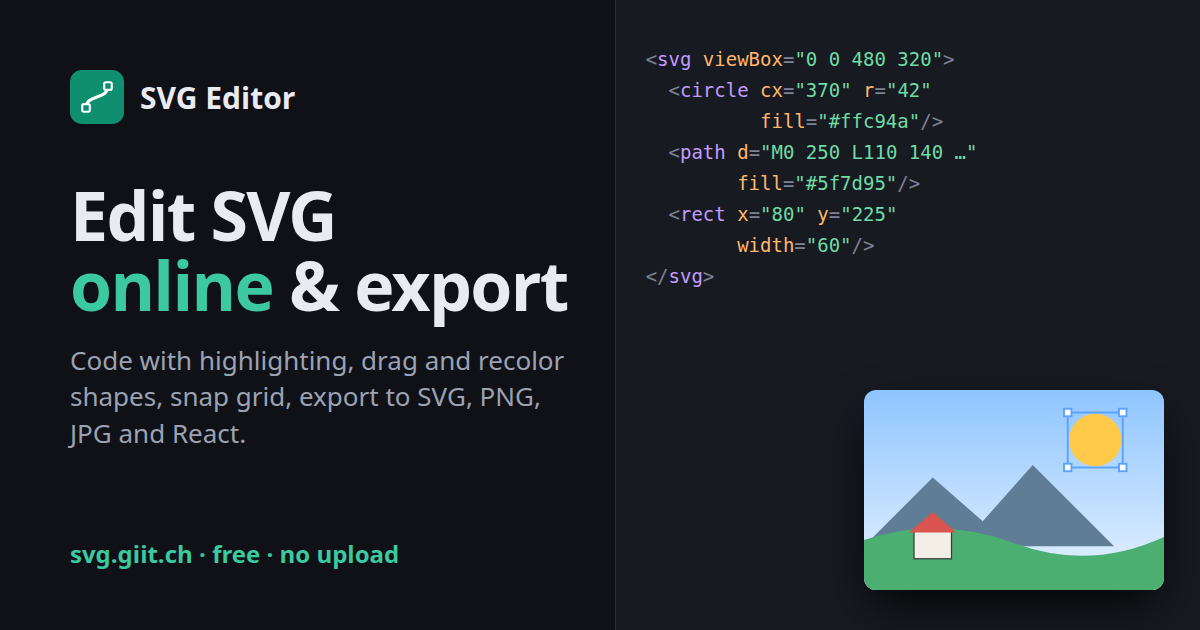 SVG Editor
Edit SVG
online & export
Code with highlighting, drag and recolor
shapes, snap grid, export to SVG, PNG,
JPG and React.
svg.giit.ch · free · no upload
<svg viewBox="0 0 480 320">
  <circle cx="370" r="42"
          fill="#ffc94a"/>
  <path d="M0 250 L110 140 …"
        fill="#5f7d95"/>
  <rect x="80" y="225"
        width="60"/>
</svg>